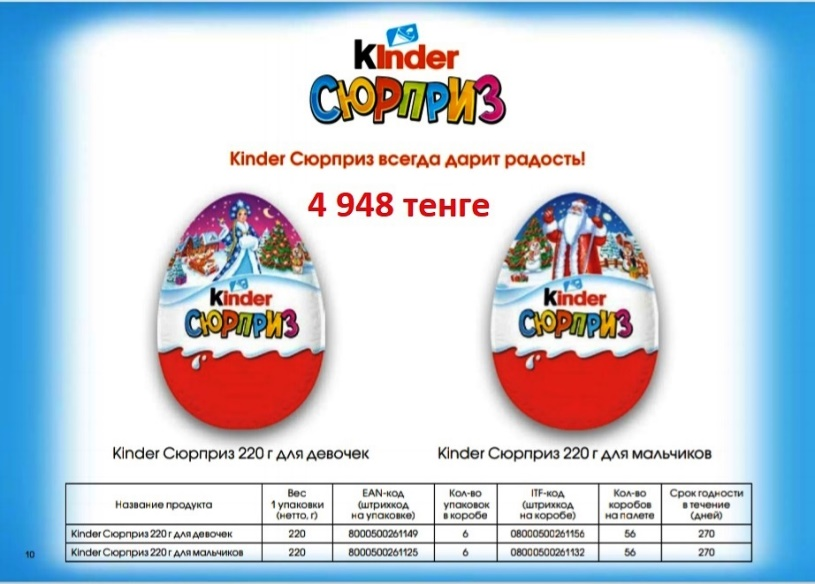 Kinder
СЮРПРИЗ
Kinder Сюрприз всегда дарит радость!
4 948 тенге
Kinder
СЮРПРИЗ
Kinder
СЮРПРИЗ
Kinder Сюрприз 220 г для девочек
Kinder Сюрприз 220 г для мальчиков
Название продукта
Вес
1 упаковки
(нетто, г)
EAN-код
(штрихкод
на упаковке)
Кол-во
упаковок
в коробе
ITF-код
(штрихкод
на коробе)
Кол-во
коробов
на палете
Срок годности
в течение
(дней)
Kinder Сюрприз 220 г для девочек 220 8000500261149 6 08000500261156 56 270
Kinder Сюрприз 220 г для мальчиков 220 8000500261125 6 08000500261132 56 270
10